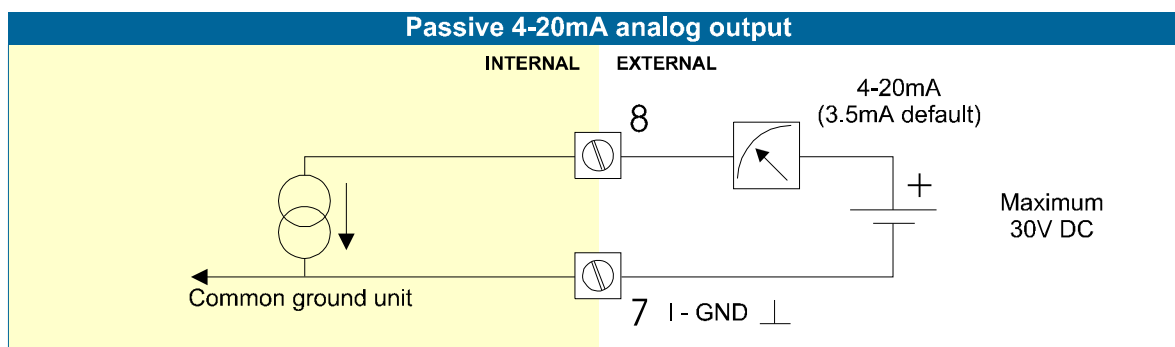 Passive 4-20mA analog output
INTERNAL
EXTERNAL
8
4-20mA
(3.5mA default)
+
Maximum
30V DC
Common ground unit
7 I - GND ⊥